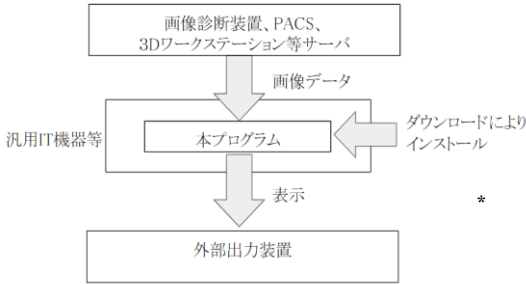 画像診断装置、PACS、
3Dワークステーション等サーバ
画像データ
汎用IT機器等
本プログラム
ダウンロードにより
インストール
表示
*
外部出力装置